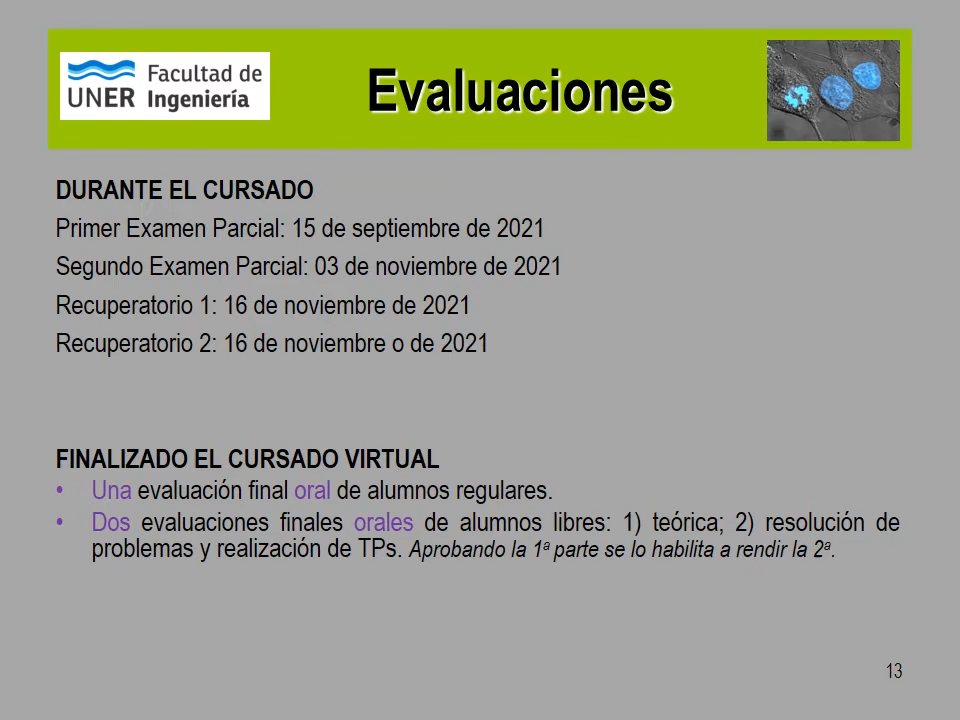 UNER
Facultad de
Ingeniería
Evaluaciones
DURANTE EL CURSADO
Primer Examen Parcial: 15 de septiembre de 2021
Segundo Examen Parcial: 03 de noviembre de 2021
Recuperatorio 1: 16 de noviembre de 2021
Recuperatorio 2: 16 de noviembre o de 2021
FINALIZADO EL CURSADO VIRTUAL
• Una evaluación final oral de alumnos regulares.
• Dos evaluaciones finales orales de alumnos libres: 1) teórica; 2) resolución de
problemas y realización de TPs. Aprobando la 1ª parte se lo habilita a rendir la 2ª.
13